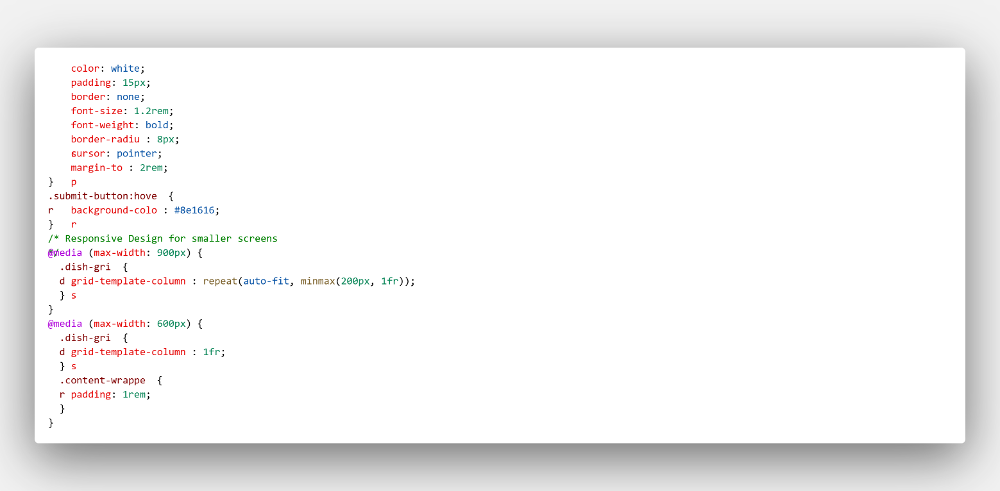 color: white;
padding: 15px;
border: none;
font-size: 1.2rem;
font-weight: bold;
border-radiu : 8px;
cursor: pointer;
margin-to : 2rem;
} p
.submit-button:hove {
r background-colo : #8e1616;
} r
/* Responsive Design for smaller screens
*/@media (max-width: 900px) {
.dish-gri {
d grid-template-column : repeat(auto-fit, minmax(200px, 1fr));
} s
}
@media (max-width: 600px) {
.dish-gri {
d grid-template-column : 1fr;
} s
.content-wrappe {
r padding: 1rem;
}
}